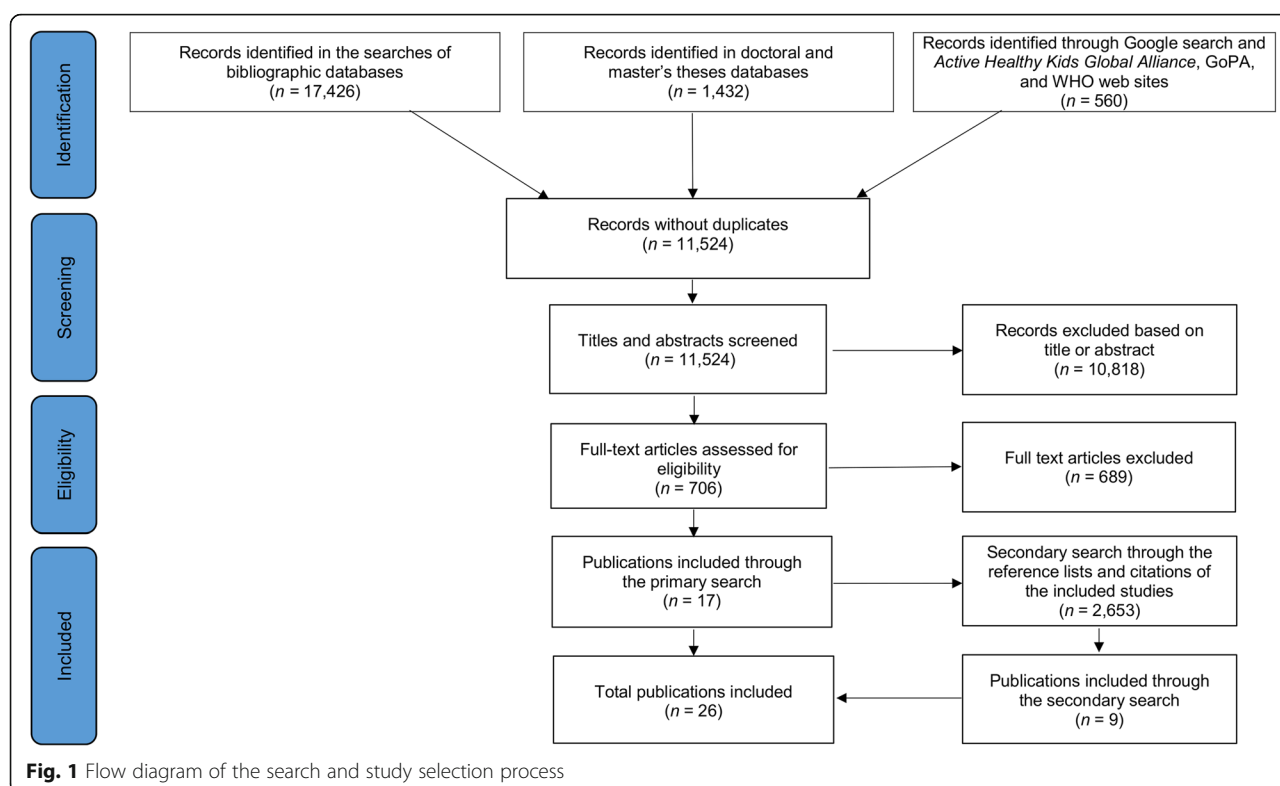 Identification
Records identified in the searches of
bibliographic databases
(n = 17,426)
Records identified in doctoral and
master's theses databases
(n = 1,432)
Records identified through Google search and
Active Healthy Kids Global Alliance, GoPA,
and WHO web sites
(n = 560)
Screening
Records without duplicates
(n = 11,524)
Titles and abstracts screened
(n = 11,524)
Records excluded based on
title or abstract
(n = 10,818)
Eligibility
Full-text articles assessed for
eligibility
(n = 706)
Full text articles excluded
(n = 689)
Included
Publications included through
the primary search
(n = 17)
Secondary search through the
reference lists and citations of
the included studies
(n = 2,653)
Total publications included
(n = 26)
Publications included through
the secondary search
(n = 9)
Fig. 1 Flow diagram of the search and study selection process